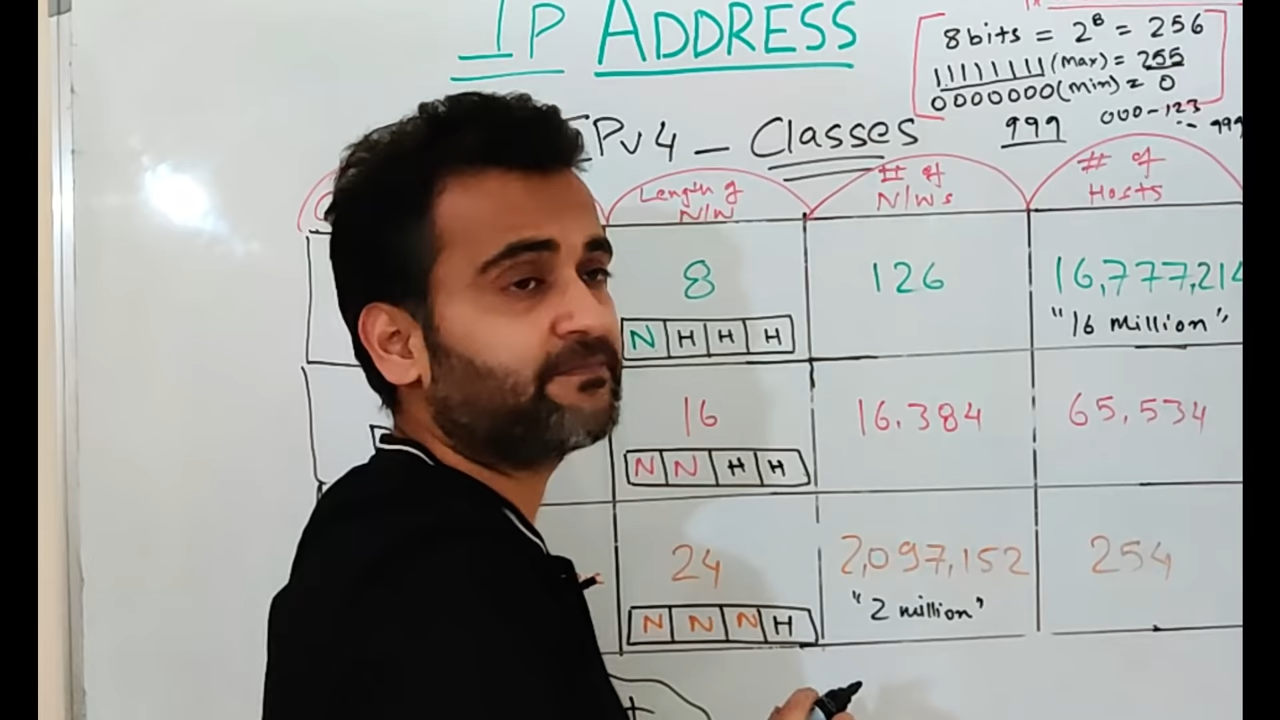 IP ADDRESS
8 bits = 2⁸ = 256
11111111 (max) = 255
0000000 (min) = 0
IPv4 - Classes
999
000-123
-- 999
Length of N/W
# of N/Ws
# of Hosts
8
126
16,777,214
N H H H
"16 Million"
16
16.384
65,534
N N H H
24
2,097,152
254
"2 million"
N N N H